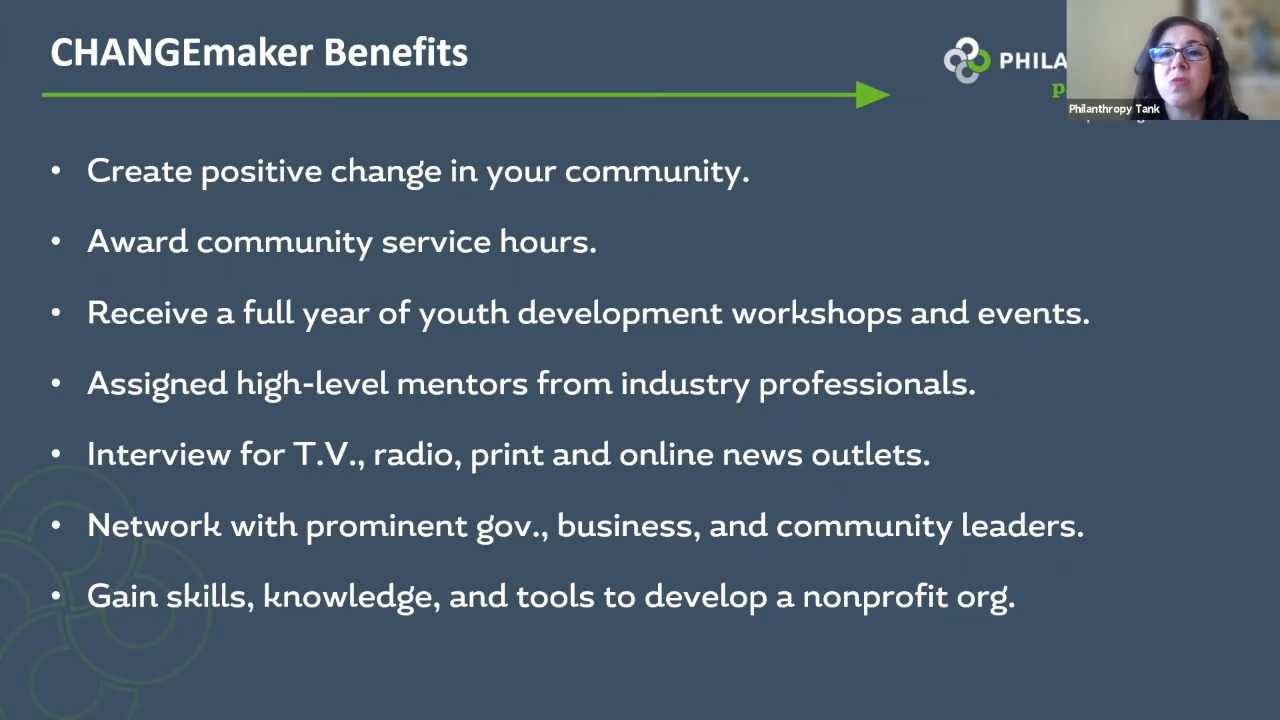 CHANGEmaker Benefits
PHILA
Philanthropy Tank
• Create positive change in your community.
• Award community service hours.
• Receive a full year of youth development workshops and events.
• Assigned high-level mentors from industry professionals.
• Interview for T.V., radio, print and online news outlets.
• Network with prominent gov., business, and community leaders.
• Gain skills, knowledge, and tools to develop a nonprofit org.